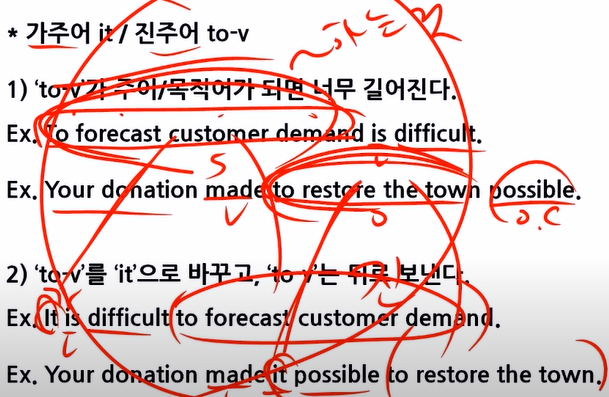 * 가주어 it / 진주어 to-v
~하는 것
1) ‘to-v’가 주어/목적어가 되면 너무 길어진다.
Ex. To forecast customer demand is difficult.
S
V
Ex. Your donation made to restore the town possible.
V
O
O.C
2) ‘to-v’를 ‘it’으로 바꾸고, ‘to-v’는 뒤로 보낸다.
Ex. It is difficult to forecast customer demand.
Ex. Your donation made it possible to restore the town.